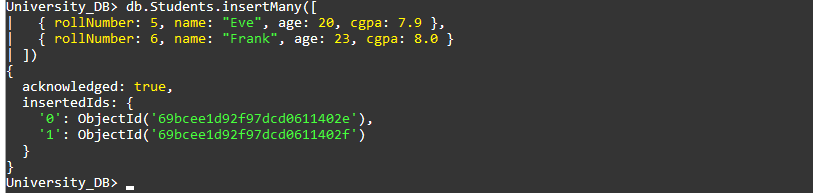 University_DB> db.Students.insertMany([
|   { rollNumber: 5, name: "Eve", age: 20, cgpa: 7.9 },
|   { rollNumber: 6, name: "Frank", age: 23, cgpa: 8.0 }
| ])
{
  acknowledged: true,
  insertedIds: {
    '0': ObjectId('69bcee1d92f97dcd0611402e'),
    '1': ObjectId('69bcee1d92f97dcd0611402f')
  }
}
University_DB>